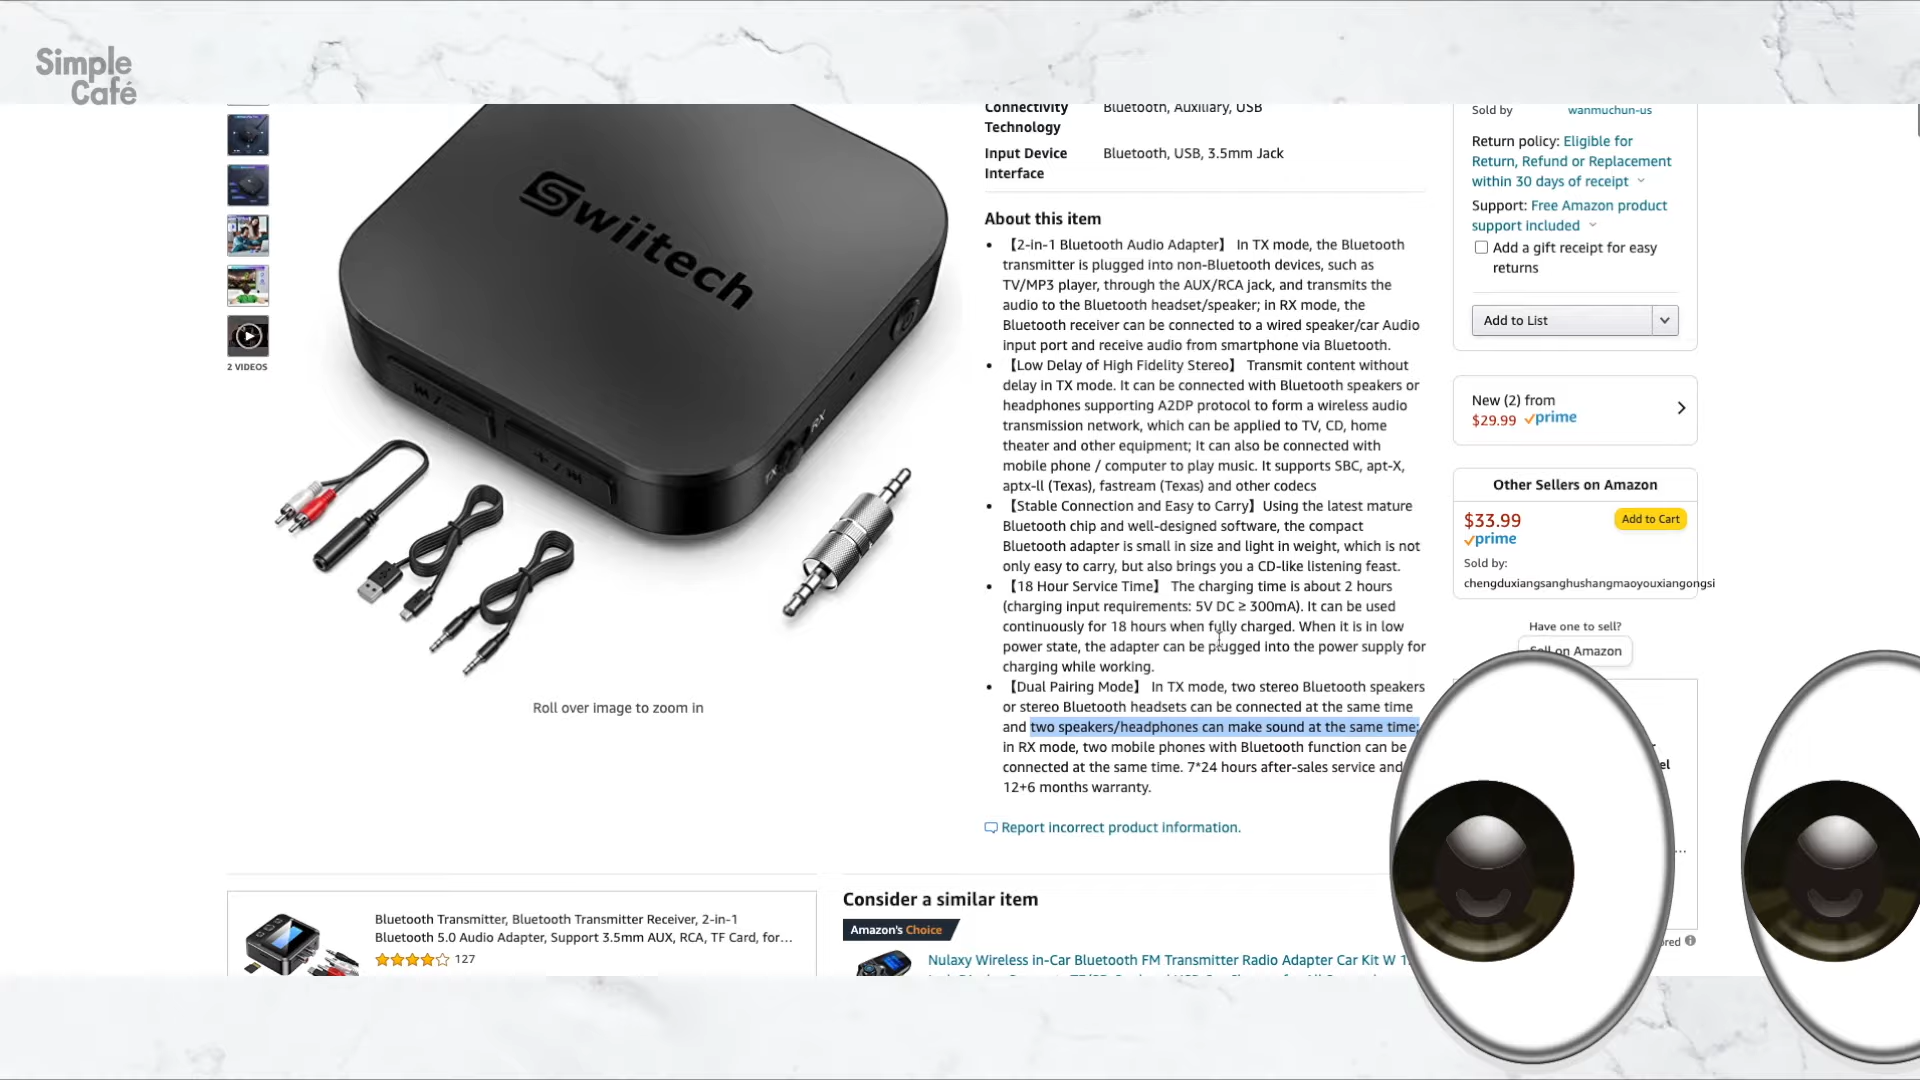 Simple
Café
Connectivity
Technology
Bluetooth, Auxiliary, USB
Input Device
Interface
Bluetooth, USB, 3.5mm Jack
About this item
【2-in-1 Bluetooth Audio Adapter】 In TX mode, the Bluetooth
transmitter is plugged into non-Bluetooth devices, such as
TV/MP3 player, through the AUX/RCA jack, and transmits the
audio to the Bluetooth headset/speaker; in RX mode, the
Bluetooth receiver can be connected to a wired speaker/car Audio
input port and receive audio from smartphone via Bluetooth.
【Low Delay of High Fidelity Stereo】 Transmit content without
delay in TX mode. It can be connected with Bluetooth speakers or
headphones supporting A2DP protocol to form a wireless audio
transmission network, which can be applied to TV, CD, home
theater and other equipment; It can also be connected with
mobile phone / computer to play music. It supports SBC, apt-X,
aptx-ll (Texas), fastream (Texas) and other codecs
【Stable Connection and Easy to Carry】Using the latest mature
Bluetooth chip and well-designed software, the compact
Bluetooth adapter is small in size and light in weight, which is not
only easy to carry, but also brings you a CD-like listening feast.
【18 Hour Service Time】 The charging time is about 2 hours
(charging input requirements: 5V DC ≥ 300mA). It can be used
continuously for 18 hours when fully charged. When it is in low
power state, the adapter can be plugged into the power supply for
charging while working.
【Dual Pairing Mode】 In TX mode, two stereo Bluetooth speakers
or stereo Bluetooth headsets can be connected at the same time
and two speakers/headphones can make sound at the same time;
in RX mode, two mobile phones with Bluetooth function can be
connected at the same time. 7*24 hours after-sales service and
12+6 months warranty.
Report incorrect product information.
Swiitech
TX
RX
2 VIDEOS
Roll over image to zoom in
Sold by
wanmuchun-us
Return policy: Eligible for
Return, Refund or Replacement
within 30 days of receipt
Support: Free Amazon product
support included
Add a gift receipt for easy
returns
Add to List
New (2) from
$29.99 prime
Other Sellers on Amazon
$33.99
Add to Cart
prime
Sold by:
chengduxiangsanghushangmaoyouxiangongsi
Have one to sell?
Sell on Amazon
Bluetooth Transmitter, Bluetooth Transmitter Receiver, 2-in-1
Bluetooth 5.0 Audio Adapter, Support 3.5mm AUX, RCA, TF Card, for...
127
Consider a similar item
Amazon's Choice
Nulaxy Wireless in-Car Bluetooth FM Transmitter Radio Adapter Car Kit W